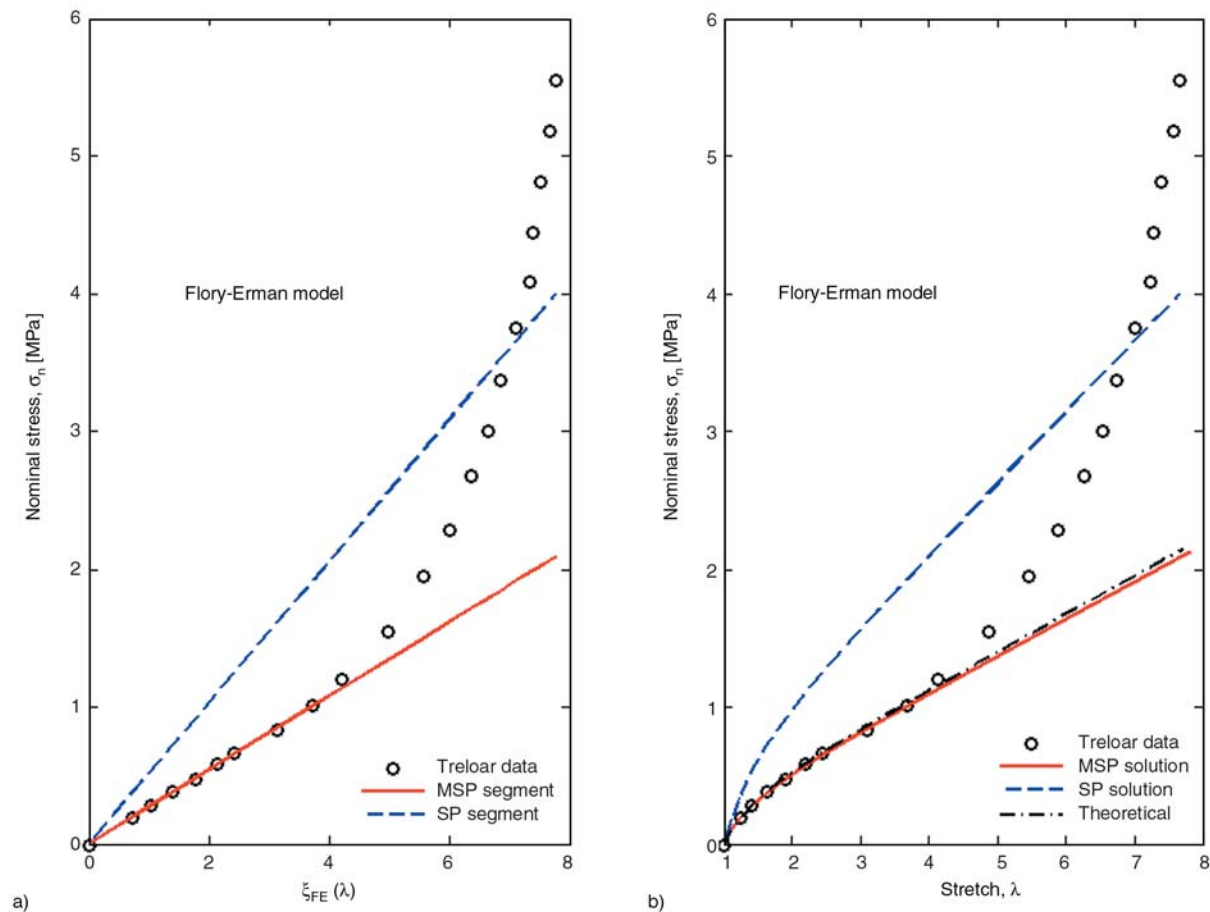 6
5
4
3
2
1
0
0 2 4 6 8
Nominal stress, σn [MPa]
ξFE (λ)
Flory-Erman model
Treloar data
MSP segment
SP segment
a)
6
5
4
3
2
1
0
1 2 3 4 5 6 7 8
Nominal stress, σn [MPa]
Stretch, λ
Flory-Erman model
Treloar data
MSP solution
SP solution
Theoretical
b)